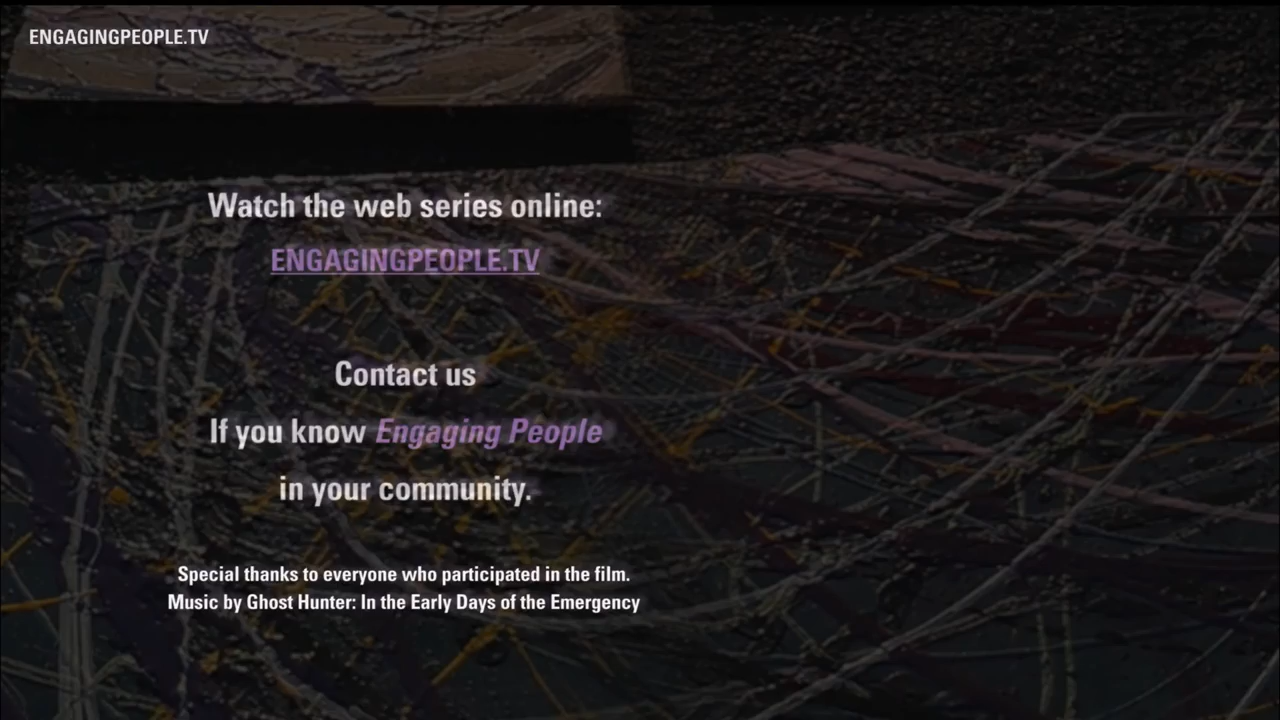 ENGAGINGPEOPLE.TV
Watch the web series online:
ENGAGINGPEOPLE.TV
Contact us
If you know Engaging People
in your community.
Special thanks to everyone who participated in the film.
Music by Ghost Hunter: In the Early Days of the Emergency